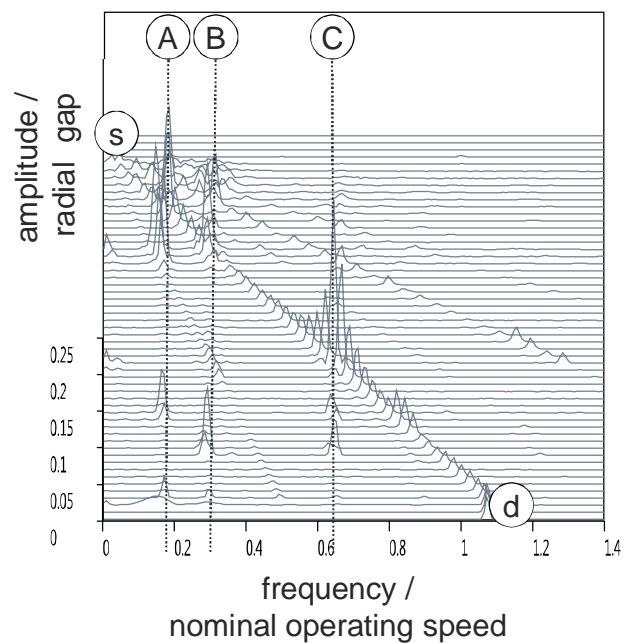 A B C
s
amplitude /
radial gap
0.25
0.2
0.15
0.1
0.05
0
d
0 0.2 0.4 0.6 0.8 1 1.2 1.4
frequency /
nominal operating speed